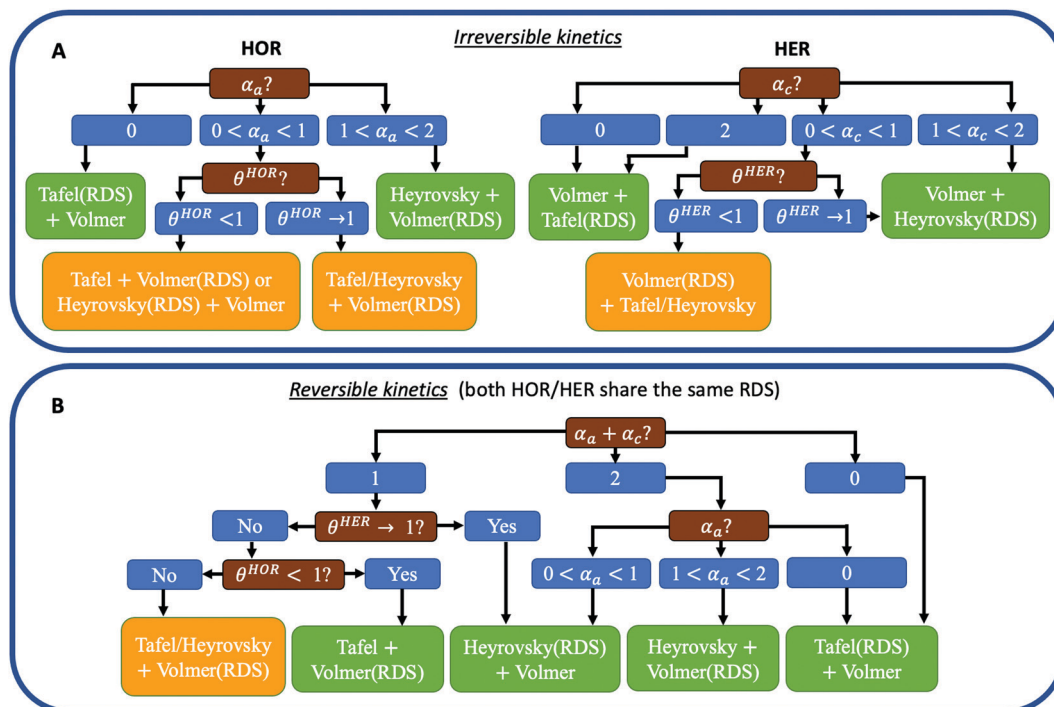 A
Irreversible kinetics
HOR
HER
α_a?
α_c?
0
0 < α_a < 1
1 < α_a < 2
0
2
0 < α_c < 1
1 < α_c < 2
θ^HOR?
θ^HER?
Tafel(RDS)
+ Volmer
θ^HOR <1
θ^HOR →1
Heyrovsky +
Volmer(RDS)
Volmer +
Tafel(RDS)
θ^HER <1
θ^HER →1
Volmer +
Heyrovsky(RDS)
Tafel + Volmer(RDS) or
Heyrovsky(RDS) + Volmer
Tafel/Heyrovsky
+ Volmer(RDS)
Volmer(RDS)
+ Tafel/Heyrovsky
B
Reversible kinetics (both HOR/HER share the same RDS)
α_a + α_c?
1
2
0
No
θ^HER → 1?
Yes
α_a?
No
θ^HOR < 1?
Yes
0 < α_a < 1
1 < α_a < 2
0
Tafel/Heyrovsky
+ Volmer(RDS)
Tafel +
Volmer(RDS)
Heyrovsky(RDS)
+ Volmer
Heyrovsky +
Volmer(RDS)
Tafel(RDS)
+ Volmer